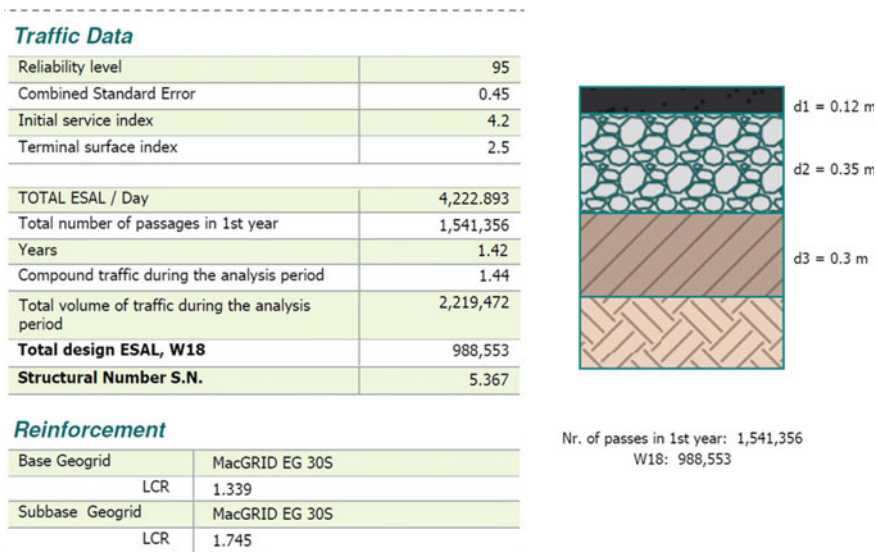 Traffic Data
Reliability level 95
Combined Standard Error 0.45
Initial service index 4.2
Terminal surface index 2.5
TOTAL ESAL / Day 4,222.893
Total number of passages in 1st year 1,541,356
Years 1.42
Compound traffic during the analysis period 1.44
Total volume of traffic during the analysis
period 2,219,472
Total design ESAL, W18 988,553
Structural Number S.N. 5.367
Reinforcement
Base Geogrid MacGRID EG 30S
LCR 1.339
Subbase Geogrid MacGRID EG 30S
LCR 1.745
d1 = 0.12 m
d2 = 0.35 m
d3 = 0.3 m
Nr. of passes in 1st year: 1,541,356
W18: 988,553